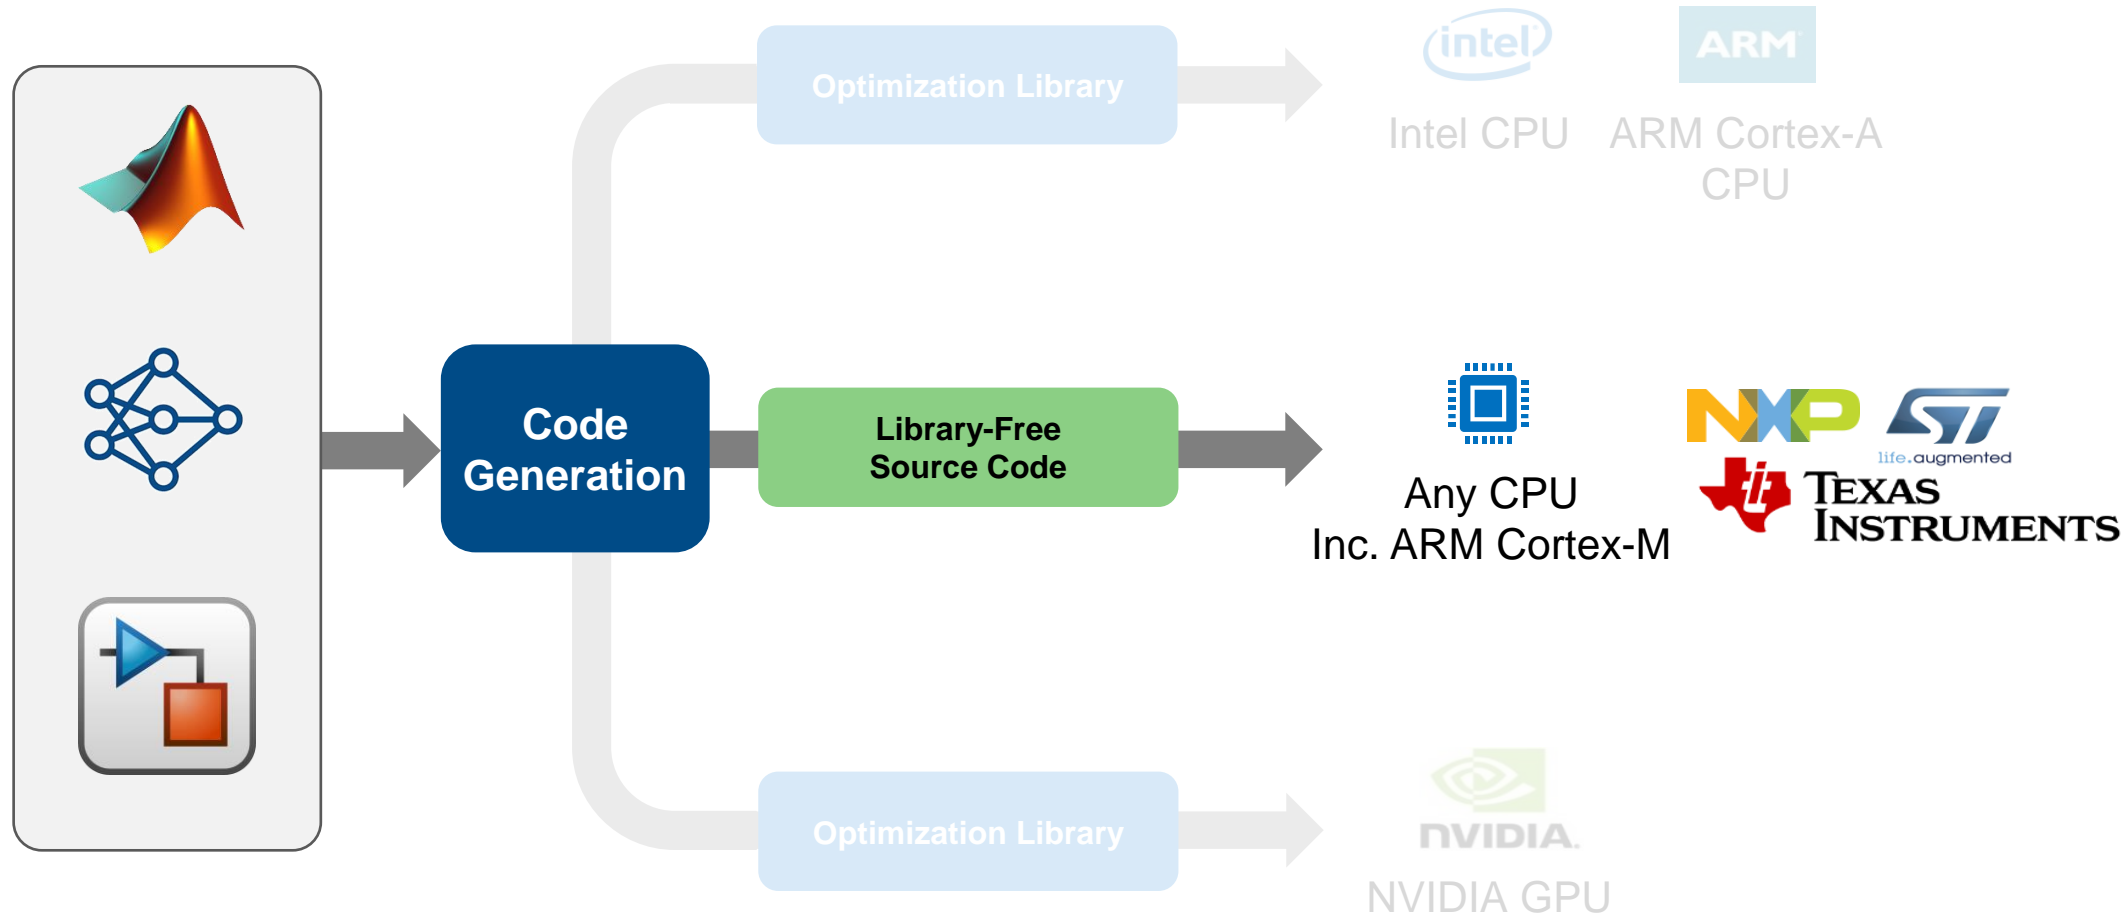 Optimization Library
intel
ARM
Intel CPU
ARM Cortex-A
CPU
Code
Generation
Library-Free
Source Code
Any CPU
Inc. ARM Cortex-M
NXP
ST
life.augmented
TEXAS
INSTRUMENTS
Optimization Library
NVIDIA.
NVIDIA GPU